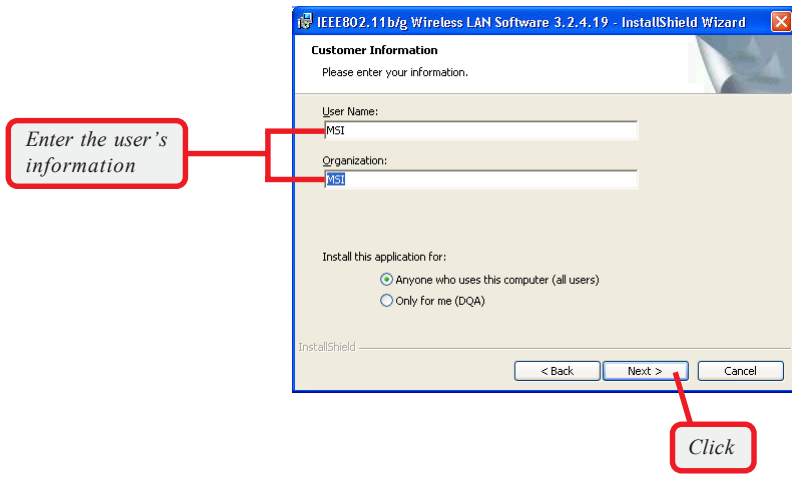 IEEE802.11b/g Wireless LAN Software 3.2.4.19 - InstallShield Wizard
Customer Information
Please enter your information.
User Name:
MSI
Enter the user's
information
Organization:
MSI
Install this application for:
Anyone who uses this computer (all users)
Only for me (DQA)
InstallShield
< Back
Next >
Cancel
Click